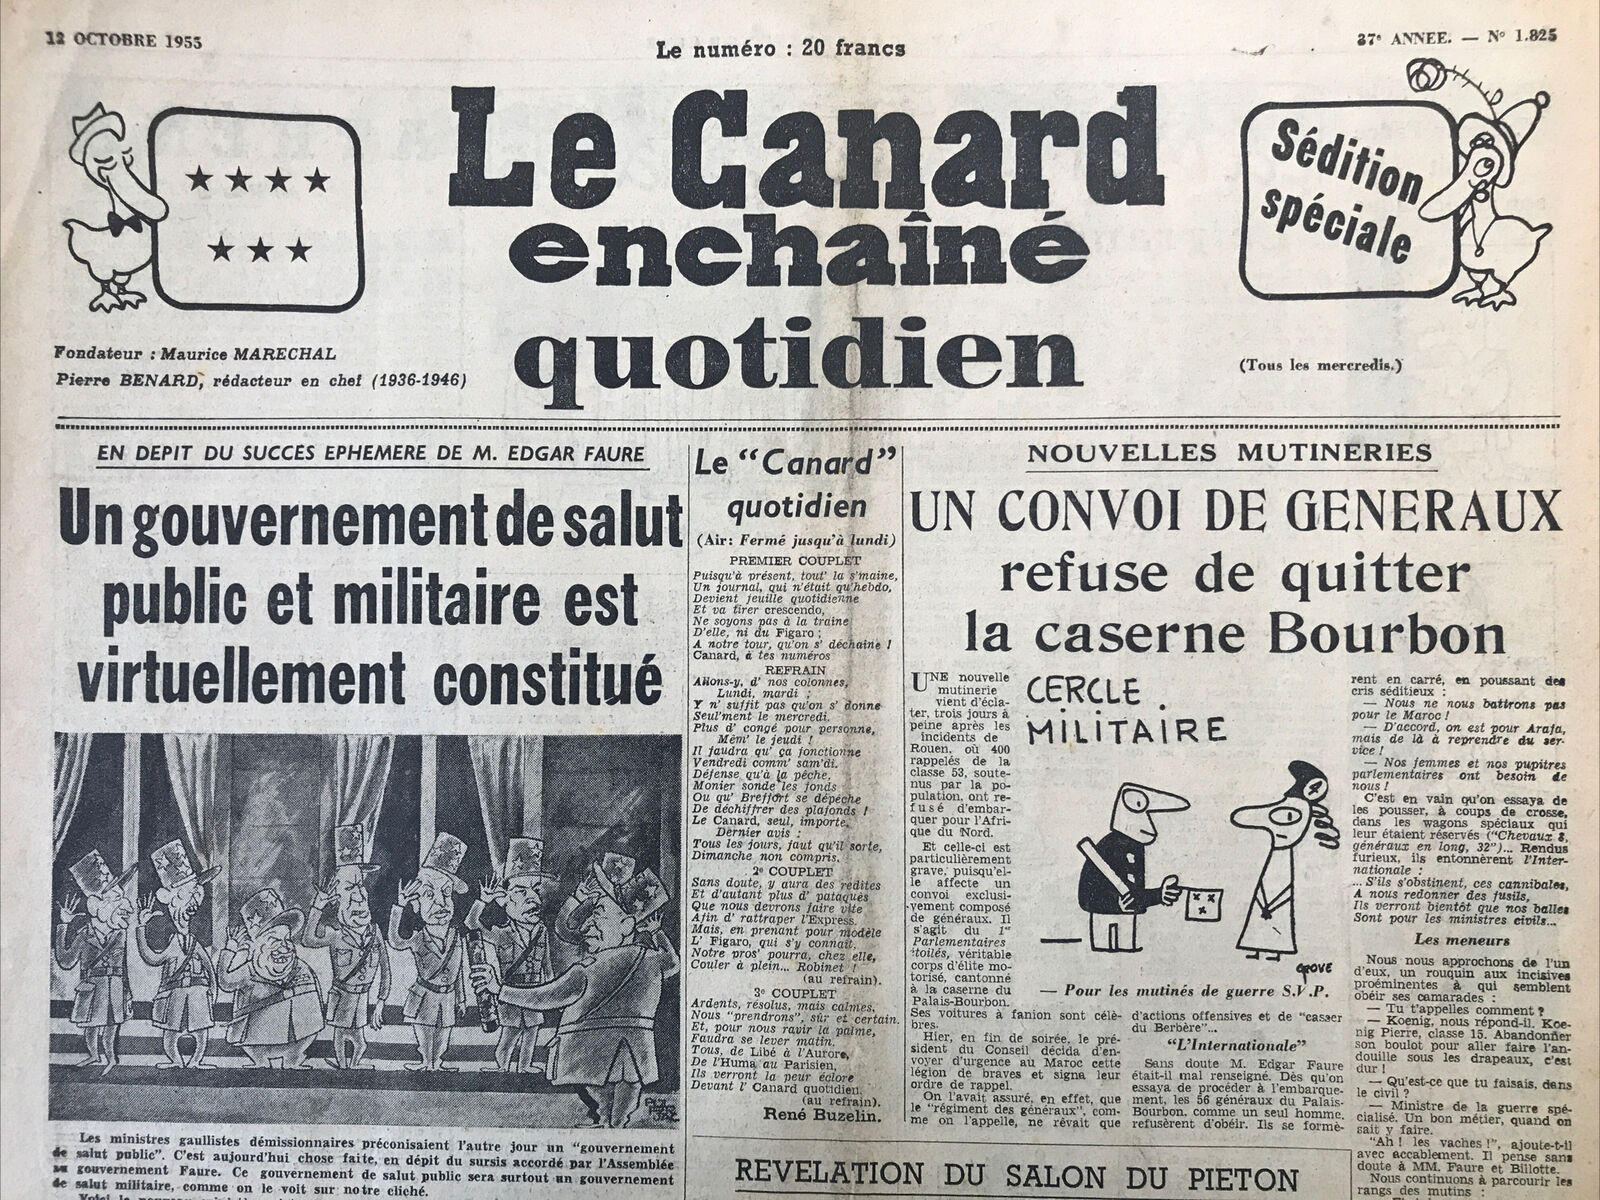 12 OCTOBRE 1955
Le numéro : 20 francs
37e ANNEE. — No 1.825
Le Canard
enchaîné
quotidien
Sédition
spéciale
Fondateur : Maurice MARECHAL
Pierre BENARD, rédacteur en chef (1936-1946)
(Tous les mercredis.)
EN DEPIT DU SUCCÈS EPHEMERE DE M. EDGAR FAURE
Un gouvernement de salut
public et militaire est
virtuellement constitué
Les ministres gaullistes démissionnaires préconisaient l'autre jour un "gouvernement
de salut public". C'est aujourd'hui chose faite, en dépit du sursis accordé par l'Assemblée
au gouvernement Faure. Ce gouvernement de salut public sera surtout un gouvernement
de salut militaire, comme on le voit sur notre cliché.
Le "Canard"
quotidien
(Air: Fermé jusqu'à lundi)
PREMIER COUPLET
Puisqu'à présent, tout' la s'maine,
Un journal, qui n'était qu'hebdo,
Devient feuille quotidienne
Et va tirer crescendo,
Ne soyons pas à la traîne
D'elle, ni du Figaro ;
A notre tour, qu'on s' déchaîne !
Canard, à tes numéros
REFRAIN
Allons-y, d' nos colonnes,
Lundi, mardi ;
Y n' suffit pas qu'on s' donne
Seul'ment le mercredi.
Plus d' congé pour personne,
Mêm' le jeudi !
Il faudra qu' ça fonctionne
Vendredi comm' sam'di.
Défense qu'à la pêche,
Monier sonde les fonds
Ou qu' Breffort se dépêche
De déchiffrer des plafonds !
Le Canard, seul, importe.
Dernier avis :
Tous les jours, faut qu'il sorte,
Dimanche non compris.
2e COUPLET
Sans doute, y aura des redites
Et d'autant plus d' pataquès
Que nous devrons faire vite
Afin d' rattraper l'Express.
Mais, en prenant pour modèle
L' Figaro, qui s'y connaît,
Notre pros' pourra, chez elle,
Couler à plein... Robinet !
(au refrain).
3e COUPLET
Ardents, résolus, mais calmes,
Nous "prendrons", sûr et certain.
Et, pour nous ravir la palme,
Faudra se lever matin.
Tous, de Libé à l'Aurore,
De l'Huma au Parisien,
Ils verront la peur éclore
Devant l' Canard quotidien.
(au refrain).
René Buzelin.
NOUVELLES MUTINERIES
UN CONVOI DE GENERAUX
refuse de quitter
la caserne Bourbon
UNE nouvelle
mutinerie
vient d'écla-
ter, trois jours à
peine après les
incidents de
Rouen, où 400
rappelés de la
classe 53, soute-
nus par la po-
pulation, ont re-
fusé d'embar-
quer pour l'Afri-
que du Nord.
Et celle-ci est
particulièrement
grave, puisqu'el-
le affecte un
convoi exclusi-
vement composé
de généraux. Il
s'agit du 1er
Parlementaires
étoilés, véritable
corps d'élite mo-
torisé, cantonné
à la caserne du
Palais-Bourbon.
Ses voitures à fanion sont célè-
bres.
Hier, en fin de soirée, le pré-
sident du Conseil décida d'en-
voyer d'urgence au Maroc cette
légion de braves et signa leur
ordre de rappel.
On l'avait assuré, en effet, que
le "régiment des généraux", com-
me on l'appelle, ne rêvait que
CERCLE
MILITAIRE
GROVE
— Pour les mutinés de guerre S.V.P.
d'actions offensives et de "casser
du Berbère"...
"L'Internationale"
Sans doute M. Edgar Faure
était-il mal renseigné. Dès qu'on
essaya de procéder à l'embarque-
ment, les 56 généraux du Palais-
Bourbon, comme un seul homme,
refusèrent d'obéir. Ils se formè-
rent en carré, en poussant des
cris séditieux :
— Nous ne nous battrons pas
pour le Maroc !
— D'accord, on est pour Arafa,
mais de là à reprendre du ser-
vice !
— Nos femmes et nos pupitres
parlementaires ont besoin de
nous !
C'est en vain qu'on essaya de
les pousser, à coups de crosse,
dans les wagons spéciaux qui
leur étaient réservés ("Chevaux 8,
généraux en long, 32")... Rendus
furieux, ils entonnèrent l'Inter-
nationale :
...S'ils s'obstinent, ces cannibales,
A nous redonner des fusils,
Ils verront bientôt que nos balles
Sont pour les ministres civils...
Les meneurs
Nous nous approchons de l'un
d'eux, un rouquin aux incisives
proéminentes à qui semblent
obéir ses camarades :
— Tu t'appelles comment ?
— Koenig, nous répond-il. Koe-
nig Pierre, classe 15. Abandonner
son boulot pour aller faire l'an-
douille sous les drapeaux, c'est
dur !
— Qu'est-ce que tu faisais, dans
le civil ?
— Ministre de la guerre spé-
cialisé. Un bon métier, quand on
sait y faire.
"Ah ! les vaches !", ajoute-t-il
avec accablement. Il pense sans
doute à MM. Faure et Billotte.
Nous continuons à parcourir les
rangs des mutins :
REVELATION DU SALON DU PIETON